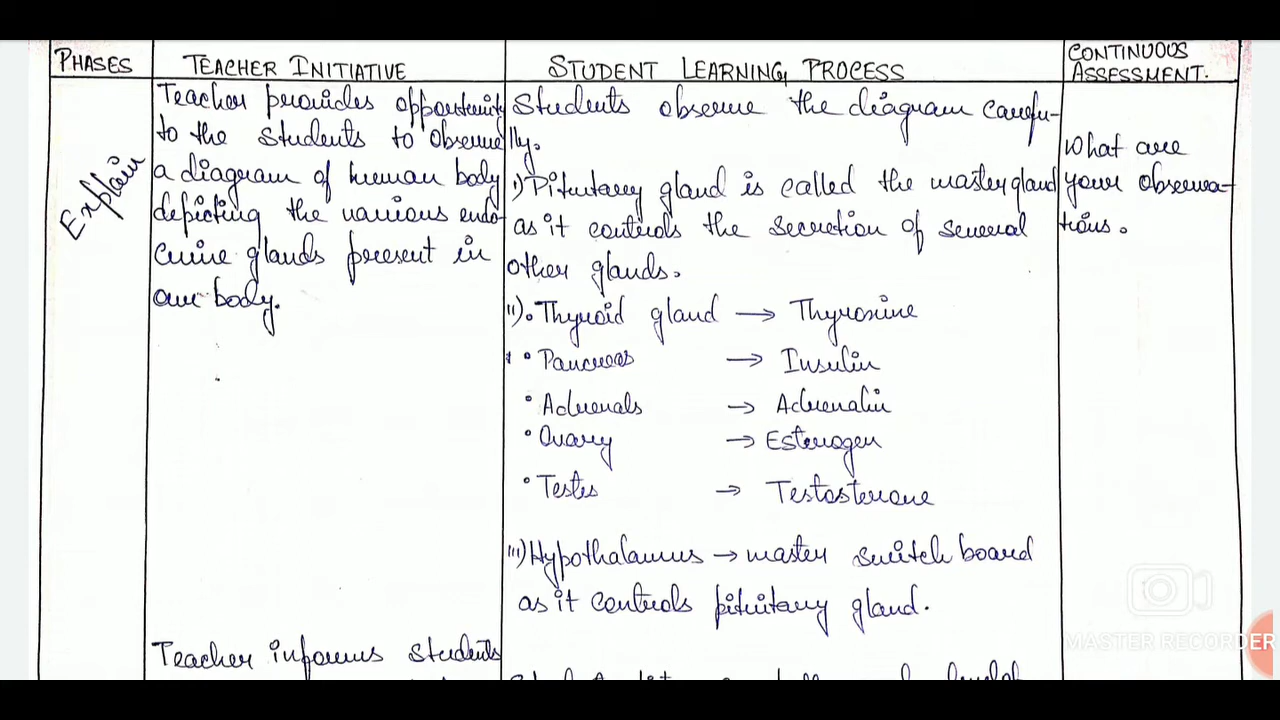 PHASES
TEACHER INITIATIVE
STUDENT LEARNING PROCESS
CONTINUOUS
ASSESSMENT.
Explain
Teacher provides opportunity
to the students to observe
a diagram of human body
depicting the various endo-
crine glands present in
our body.
Students observe the diagram carefu-
lly.
i) Pituitary gland is called the master gland
as it controls the secretion of several
other glands.
ii). Thyroid gland → Thyroxine
• Pancreas → Insulin
• Adrenals → Adrenalin
• Ovary → Estrogen
• Testes → Testosterone
iii) Hypothalamus → master switch board
as it controls pituitary gland.
What are
your observa-
tions.
Teacher informs students
MASTER RECORDER